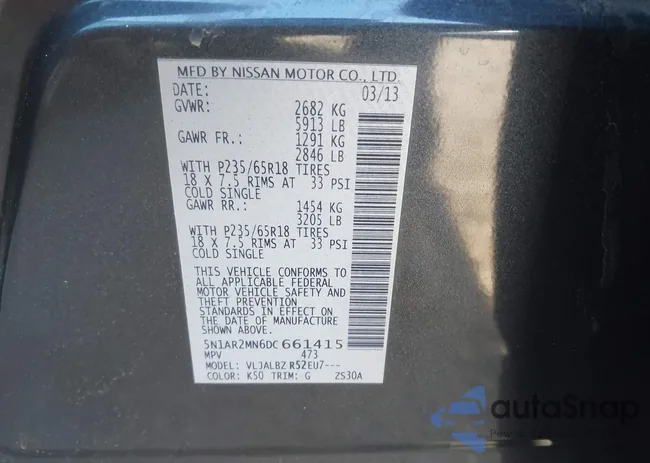 MFD BY NISSAN MOTOR CO., LTD.
DATE: 03/13
GVWR: 2682 KG
5913 LB
GAWR FR.: 1291 KG
2846 LB
WITH P235/65R18 TIRES
18 X 7.5 RIMS AT 33 PSI
COLD SINGLE
GAWR RR.: 1454 KG
3205 LB
WITH P235/65R18 TIRES
18 X 7.5 RIMS AT 33 PSI
COLD SINGLE
THIS VEHICLE CONFORMS TO
ALL APPLICABLE FEDERAL
MOTOR VEHICLE SAFETY AND
THEFT PREVENTION
STANDARDS IN EFFECT ON
THE DATE OF MANUFACTURE
SHOWN ABOVE.
5N1AR2MN6DC661415
MPV 473
MODEL: VLJALBZ R52EU7---
COLOR: K50 TRIM: G ZS30A
autoSnap